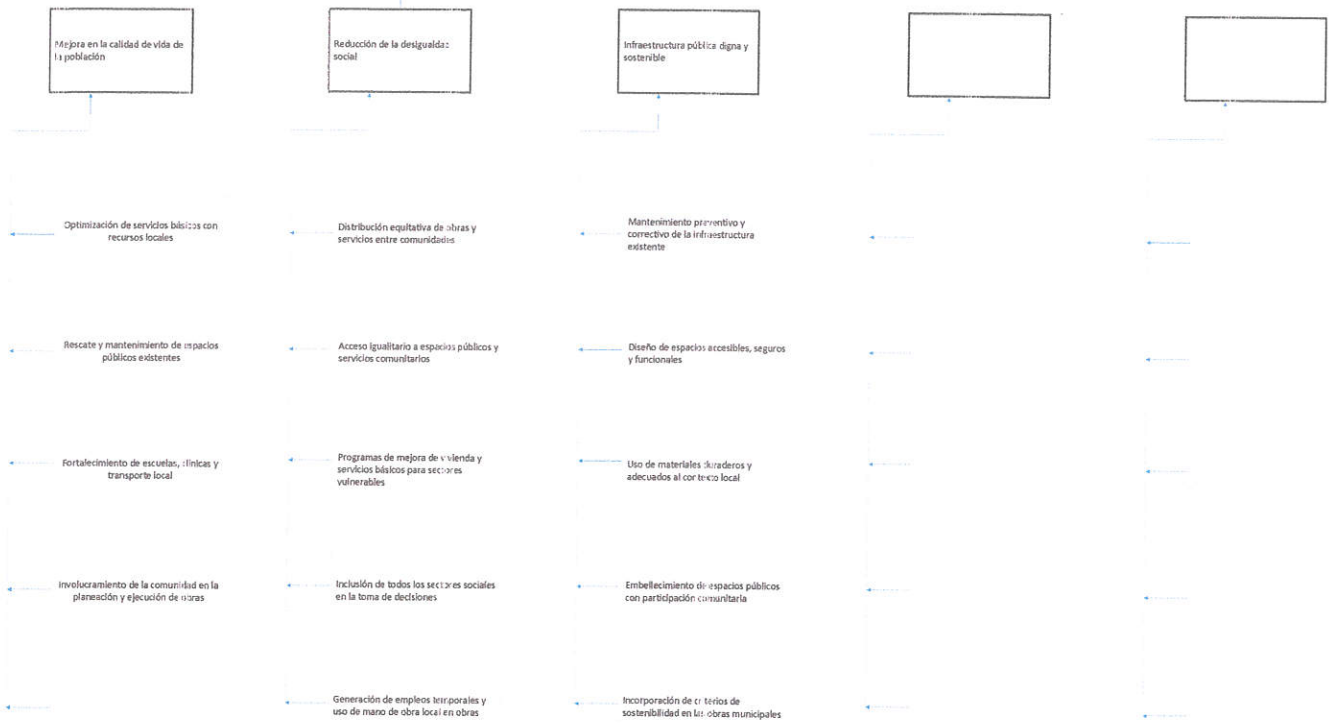 Mejora en la calidad de vida de
la población
Reducción de la desigualdad
social
Infraestructura pública digna y
sostenible
Optimización de servicios básicos con
recursos locales
Distribución equitativa de obras y
servicios entre comunidades
Mantenimiento preventivo y
correctivo de la infraestructura
existente
Rescate y mantenimiento de espacios
públicos existentes
Acceso igualitario a espacios públicos y
servicios comunitarios
Diseño de espacios accesibles, seguros
y funcionales
Fortalecimiento de escuelas, clínicas y
transporte local
Programas de mejora de vivienda y
servicios básicos para sectores
vulnerables
Uso de materiales duraderos y
adecuados al contexto local
Involucramiento de la comunidad en la
planeación y ejecución de obras
Inclusión de todos los sectores sociales
en la toma de decisiones
Embellecimiento de espacios públicos
con participación comunitaria
Generación de empleos temporales y
uso de mano de obra local en obras
Incorporación de criterios de
sostenibilidad en las obras municipales